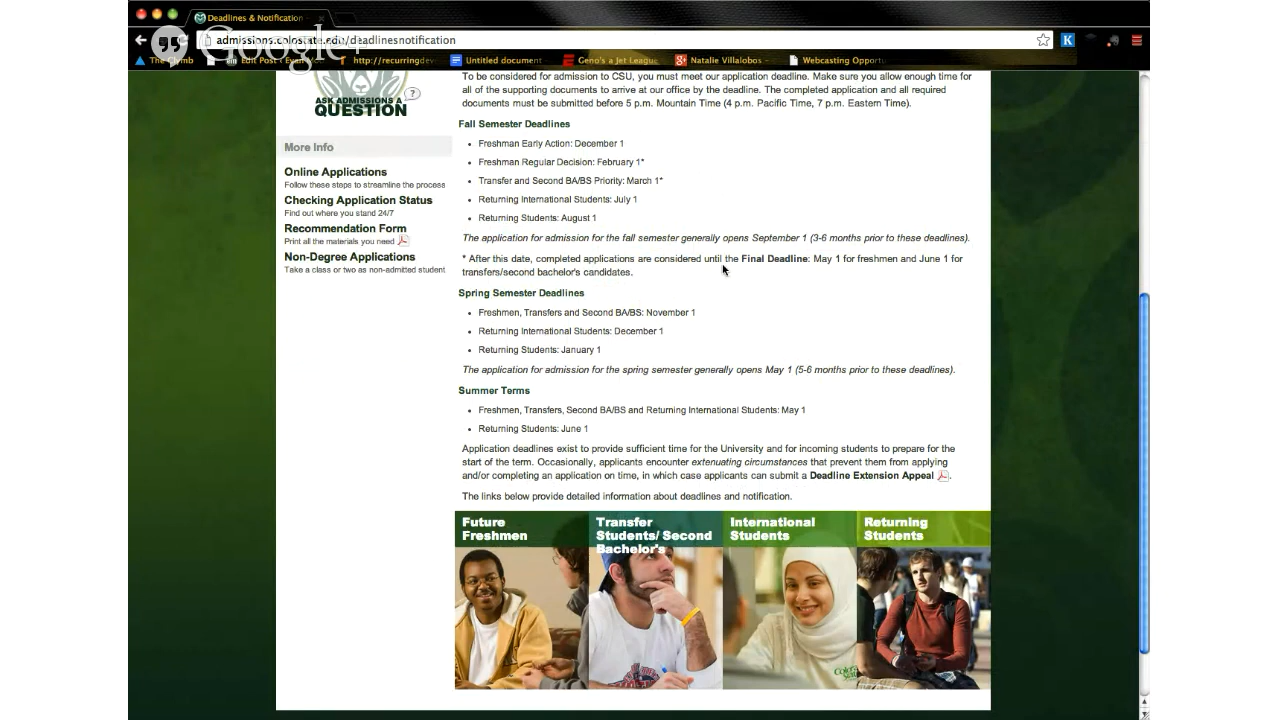 Deadlines & Notification
Google+
admissions.colostate.edu/deadlinesnotification
The Clymb
Edit Post ‹ Evan Mo
http://recurringdev
Untitled document
Geno's a Jet League
Natalie Villalobos -
Webcasting Opportu
To be considered for admission to CSU, you must meet our application deadline. Make sure you allow enough time for
all of the supporting documents to arrive at our office by the deadline. The completed application and all required
documents must be submitted before 5 p.m. Mountain Time (4 p.m. Pacific Time, 7 p.m. Eastern Time).
ASK ADMISSIONS A
QUESTION
?
More Info
Online Applications
Follow these steps to streamline the process
Checking Application Status
Find out where you stand 24/7
Recommendation Form
Print all the materials you need
Non-Degree Applications
Take a class or two as non-admitted student
Fall Semester Deadlines
• Freshman Early Action: December 1
• Freshman Regular Decision: February 1*
• Transfer and Second BA/BS Priority: March 1*
• Returning International Students: July 1
• Returning Students: August 1
The application for admission for the fall semester generally opens September 1 (3-6 months prior to these deadlines).
* After this date, completed applications are considered until the Final Deadline: May 1 for freshmen and June 1 for
transfers/second bachelor's candidates.
Spring Semester Deadlines
• Freshmen, Transfers and Second BA/BS: November 1
• Returning International Students: December 1
• Returning Students: January 1
The application for admission for the spring semester generally opens May 1 (5-6 months prior to these deadlines).
Summer Terms
• Freshmen, Transfers, Second BA/BS and Returning International Students: May 1
• Returning Students: June 1
Application deadlines exist to provide sufficient time for the University and for incoming students to prepare for the
start of the term. Occasionally, applicants encounter extenuating circumstances that prevent them from applying
and/or completing an application on time, in which case applicants can submit a Deadline Extension Appeal .
The links below provide detailed information about deadlines and notification.
Future
Freshmen
Transfer
Students/ Second
Bachelor's
International
Students
Returning
Students